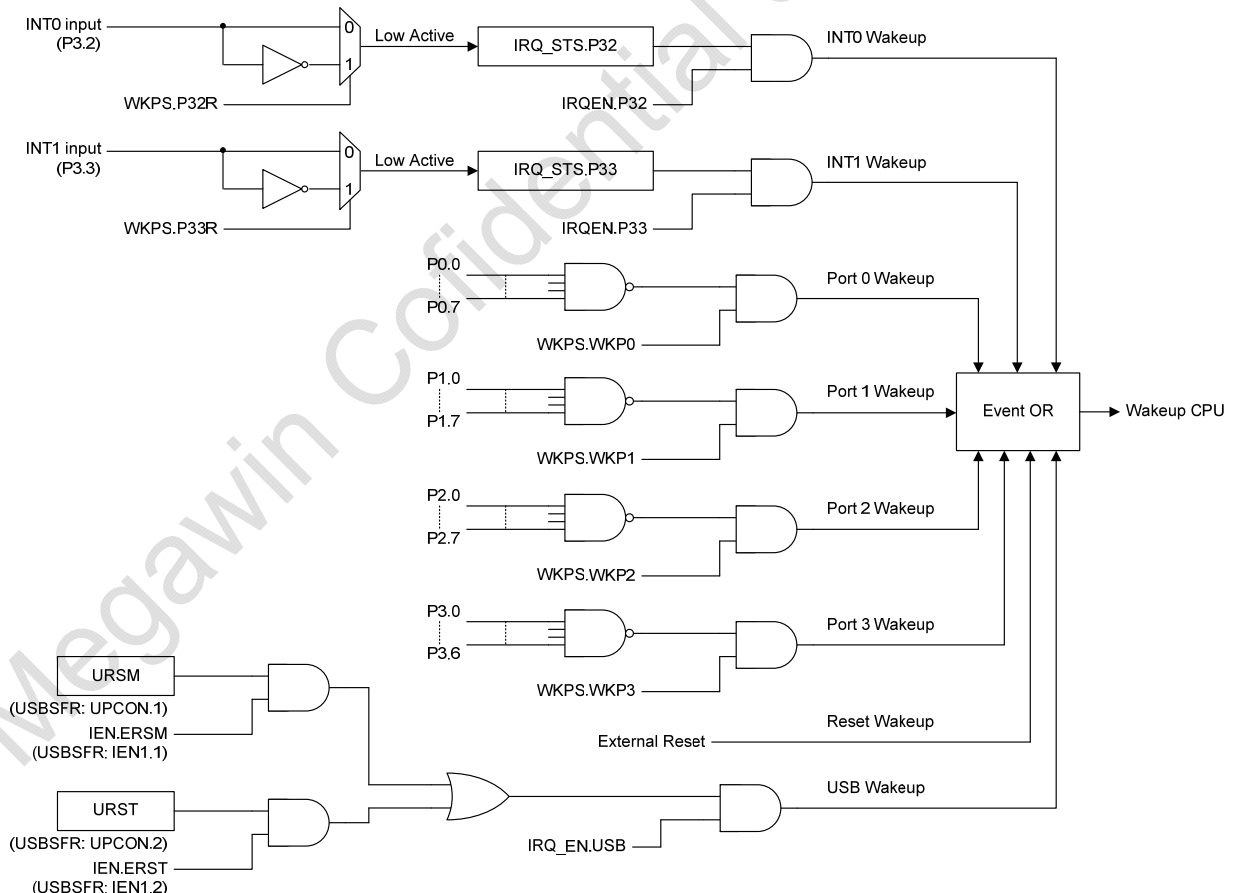 INT0 input
(P3.2)
0
1
Low Active
IRQ_STS.P32
INT0 Wakeup
WKPS.P32R
IRQEN.P32
INT1 input
(P3.3)
0
1
Low Active
IRQ_STS.P33
INT1 Wakeup
WKPS.P33R
IRQEN.P33
P0.0
P0.7
Port 0 Wakeup
WKPS.WKP0
P1.0
P1.7
Port 1 Wakeup
WKPS.WKP1
Event OR
Wakeup CPU
P2.0
P2.7
Port 2 Wakeup
WKPS.WKP2
P3.0
P3.6
Port 3 Wakeup
WKPS.WKP3
URSM
(USBSFR: UPCON.1)
IEN.ERSM
(USBSFR: IEN1.1)
External Reset
Reset Wakeup
URST
(USBSFR: UPCON.2)
IEN.ERST
(USBSFR: IEN1.2)
IRQ_EN.USB
USB Wakeup
Megawin Cofidential